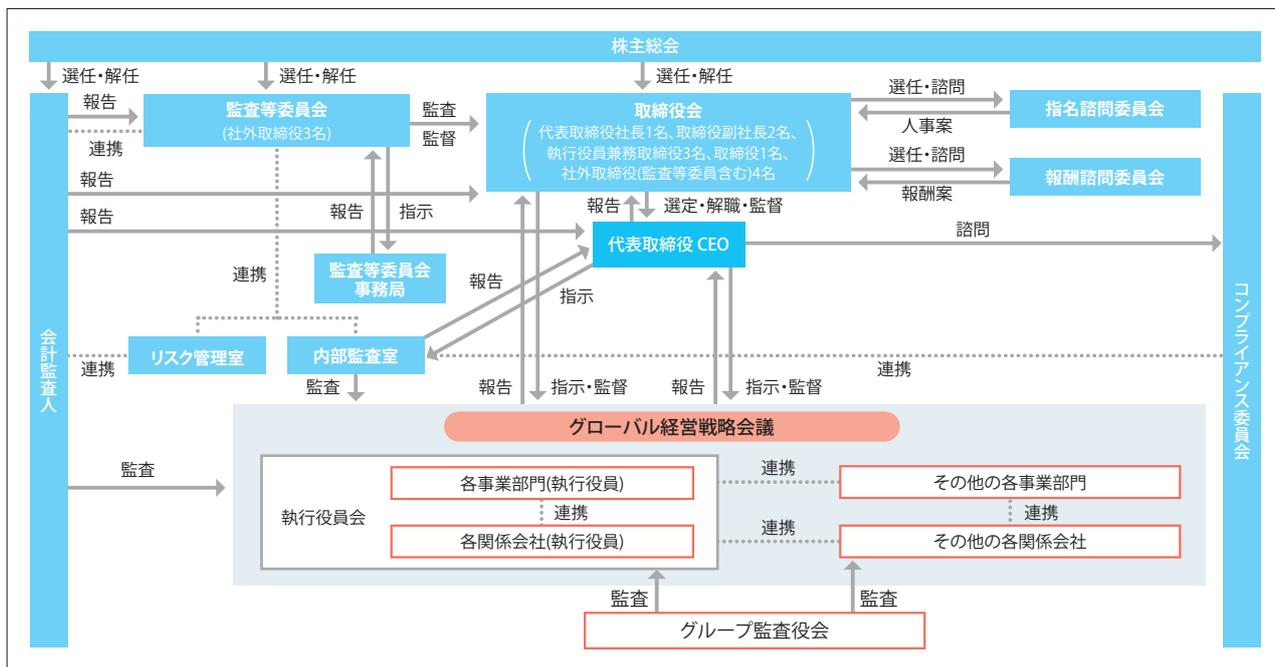 株主総会
選任・解任
選任・解任
選任・解任
報告
監査等委員会
(社外取締役3名)
監査
監督
取締役会
代表取締役社長1名、取締役副社長2名、
執行役員兼務取締役3名、取締役1名、
社外取締役(監査等委員含む)4名
選任・諮問
人事案
指名諮問委員会
選任・諮問
報酬案
報酬諮問委員会
連携
報告
報告
報告
指示
報告
選定・解職・監督
代表取締役 CEO
諮問
監査等委員会
事務局
連携
報告
指示
会計監査人
コンプライアンス委員会
リスク管理室
内部監査室
連携
連携
監査
報告
指示・監督
報告
指示・監督
グローバル経営戦略会議
監査
執行役員会
各事業部門(執行役員)
連携
各関係会社(執行役員)
連携
連携
その他の各事業部門
連携
その他の各関係会社
監査
監査
グループ監査役会